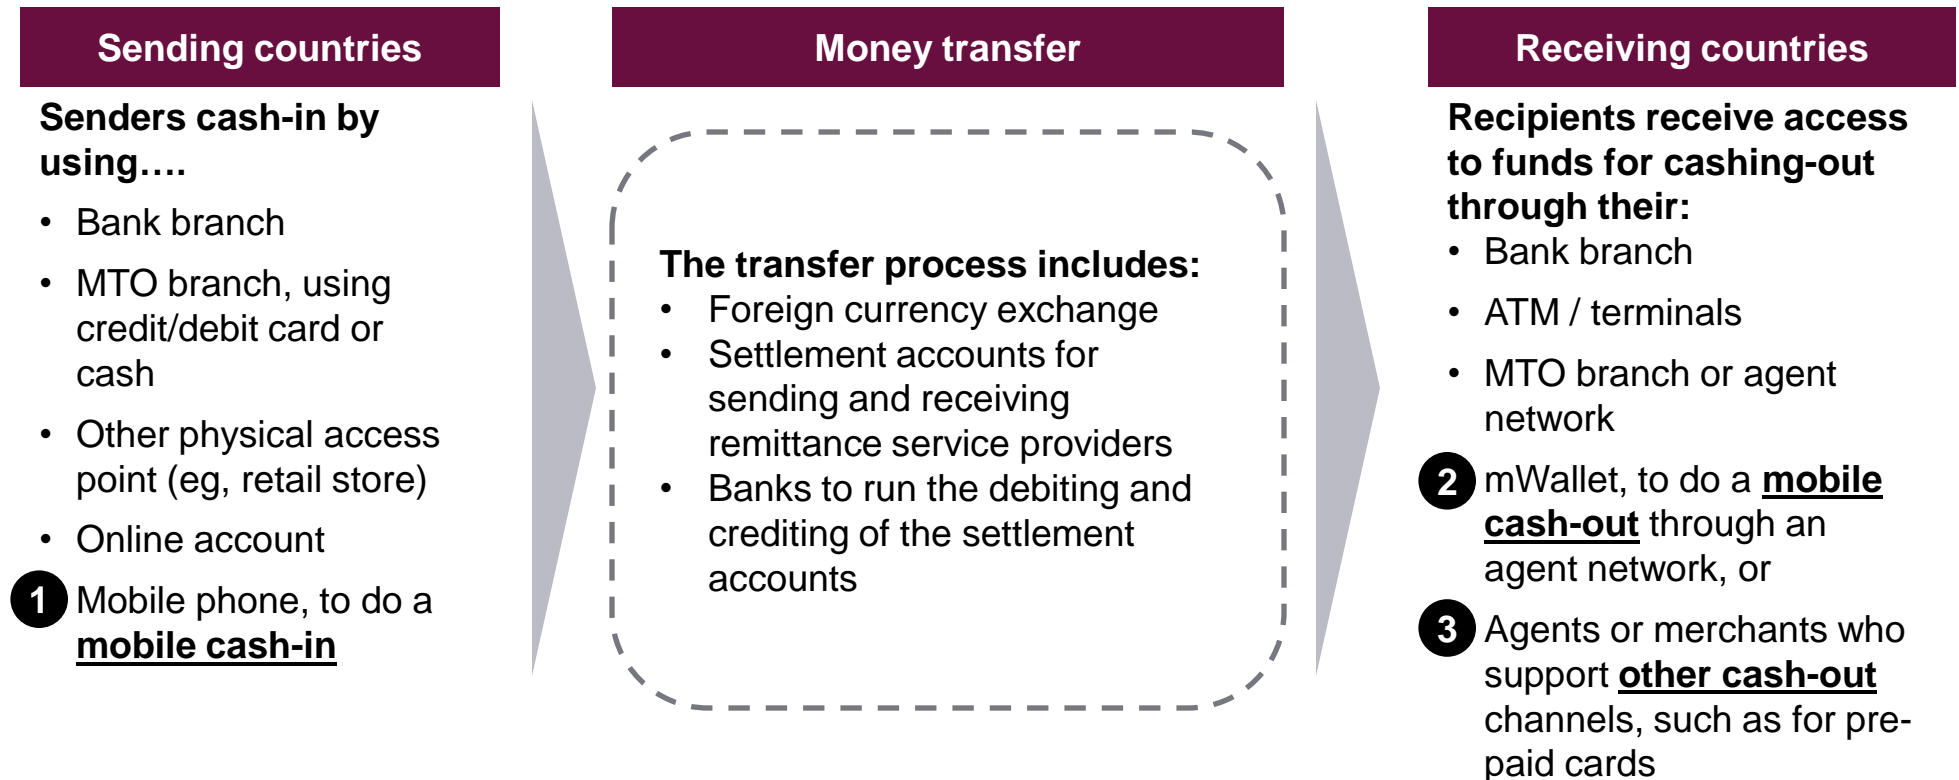 Sending countries
Senders cash-in by
using….
• Bank branch
• MTO branch, using
credit/debit card or
cash
• Other physical access
point (eg, retail store)
• Online account
1 Mobile phone, to do a
mobile cash-in
Money transfer
The transfer process includes:
• Foreign currency exchange
• Settlement accounts for
sending and receiving
remittance service providers
• Banks to run the debiting and
crediting of the settlement
accounts
Receiving countries
Recipients receive access
to funds for cashing-out
through their:
• Bank branch
• ATM / terminals
• MTO branch or agent
network
2 mWallet, to do a mobile
cash-out through an
agent network, or
3 Agents or merchants who
support other cash-out
channels, such as for pre-
paid cards